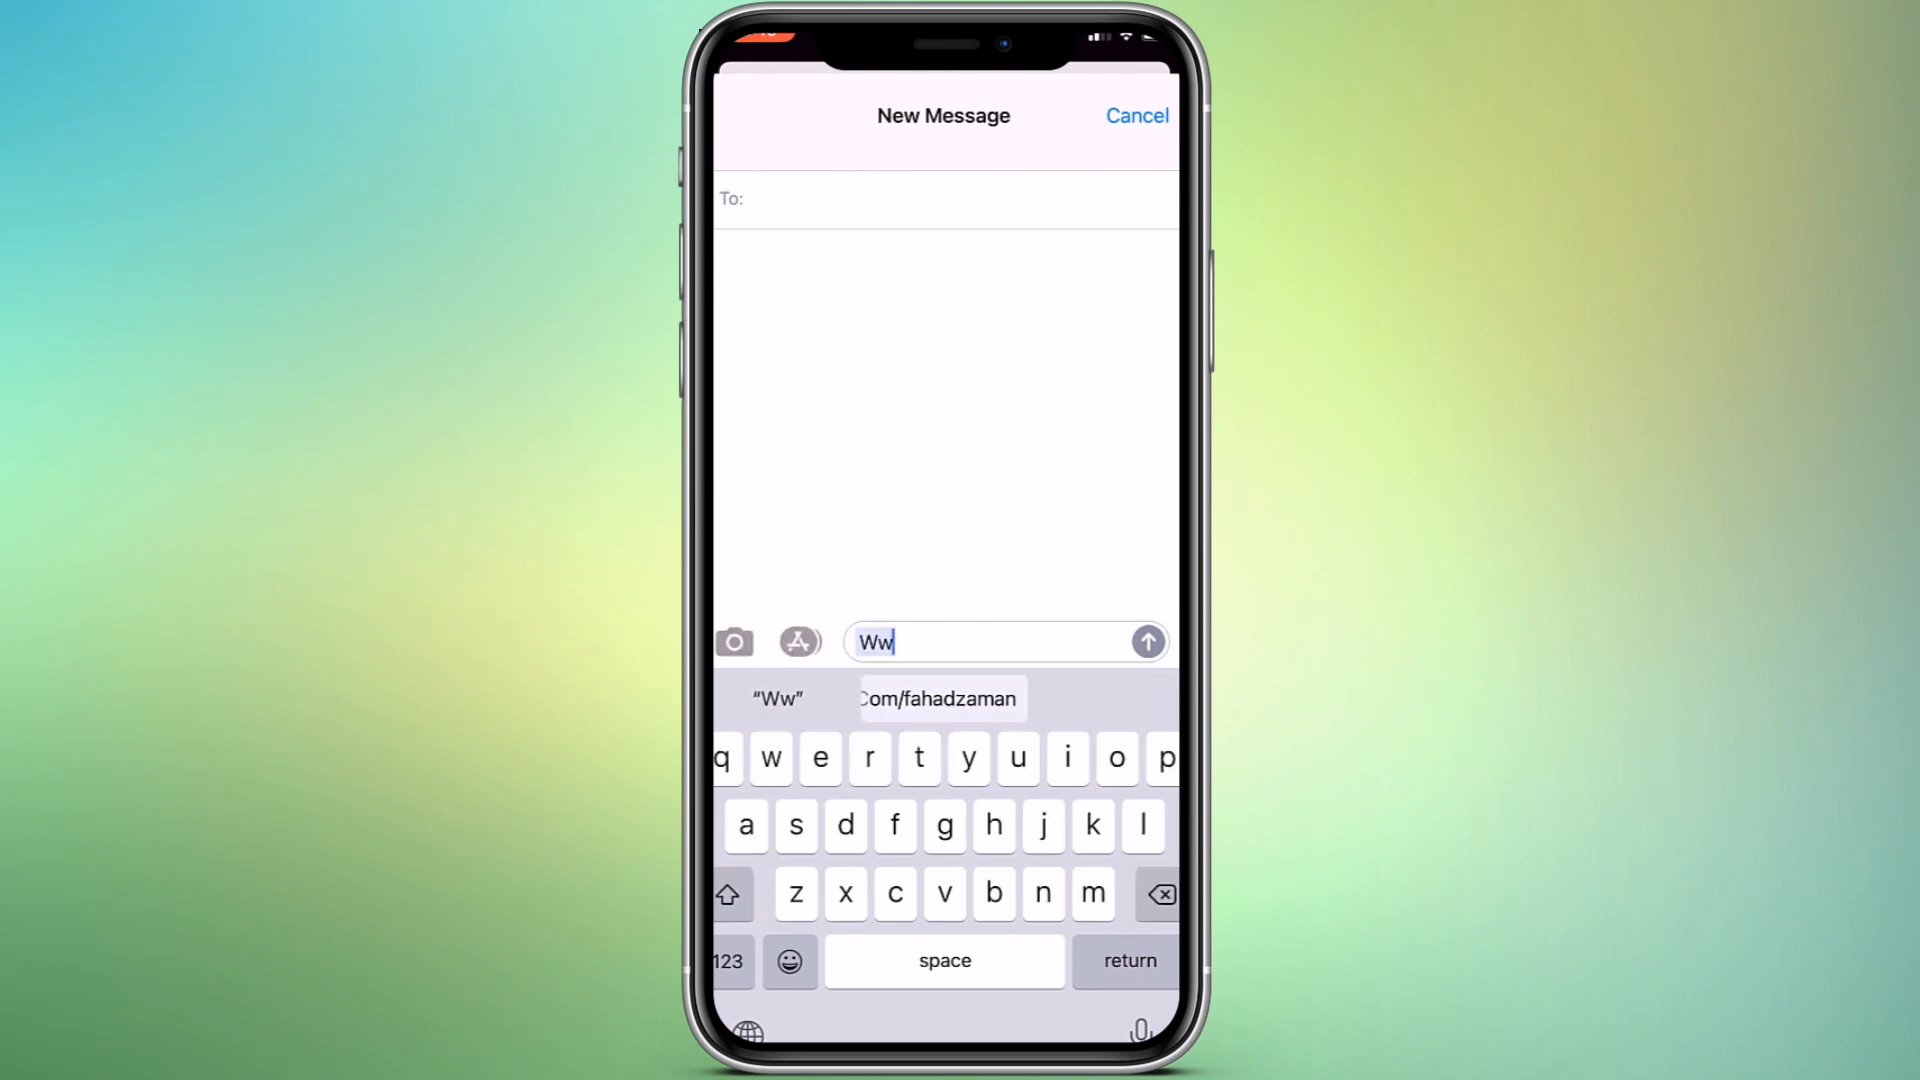 New Message
Cancel
To:
Ww
“Ww”
Com/fahadzaman
q w e r t y u i o p
a s d f g h j k l
z x c v b n m
123
space
return